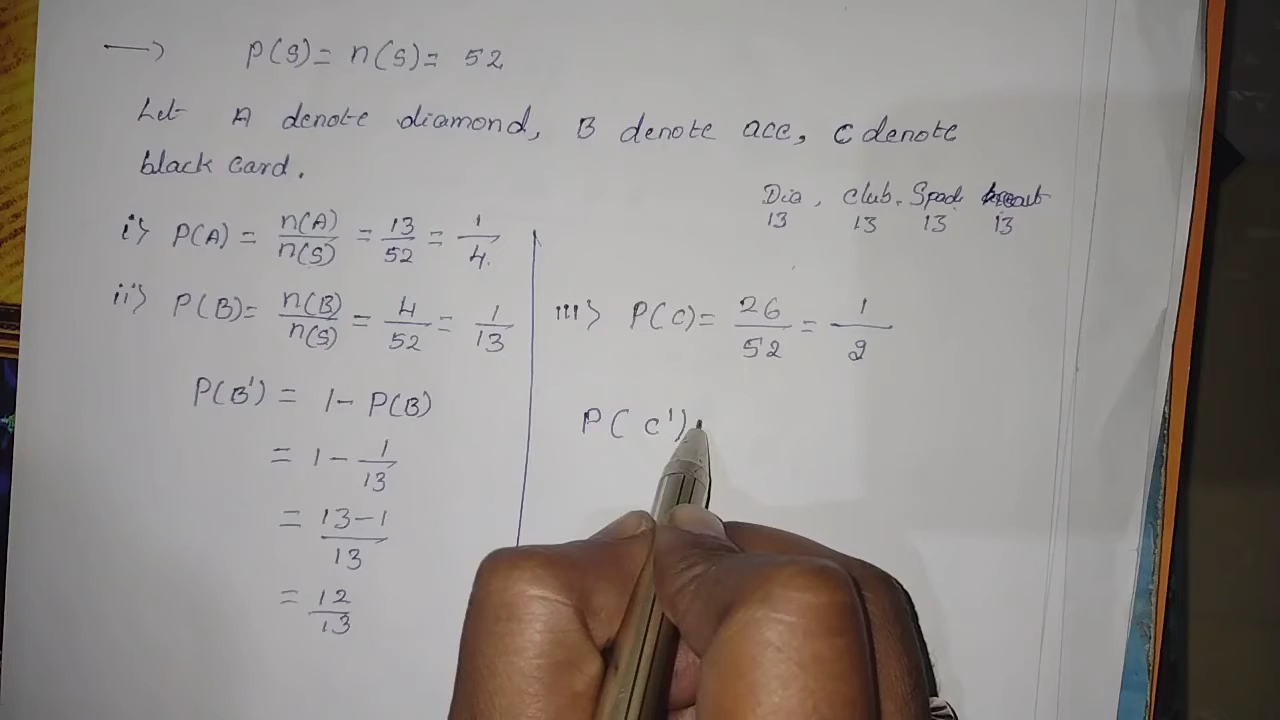 → P(S) = n(S) = 52
Let A denote diamond, B denote ace, C denote
black card.
Dia, club. Spad
13 13 13 13
i) P(A) = n(A)/n(S) = 13/52 = 1/4.
ii) P(B) = n(B)/n(S) = 4/52 = 1/13
P(B') = 1 - P(B)
= 1 - 1/13
= 13-1/13
= 12/13
iii) P(C) = 26/52 = 1/2
P(C')